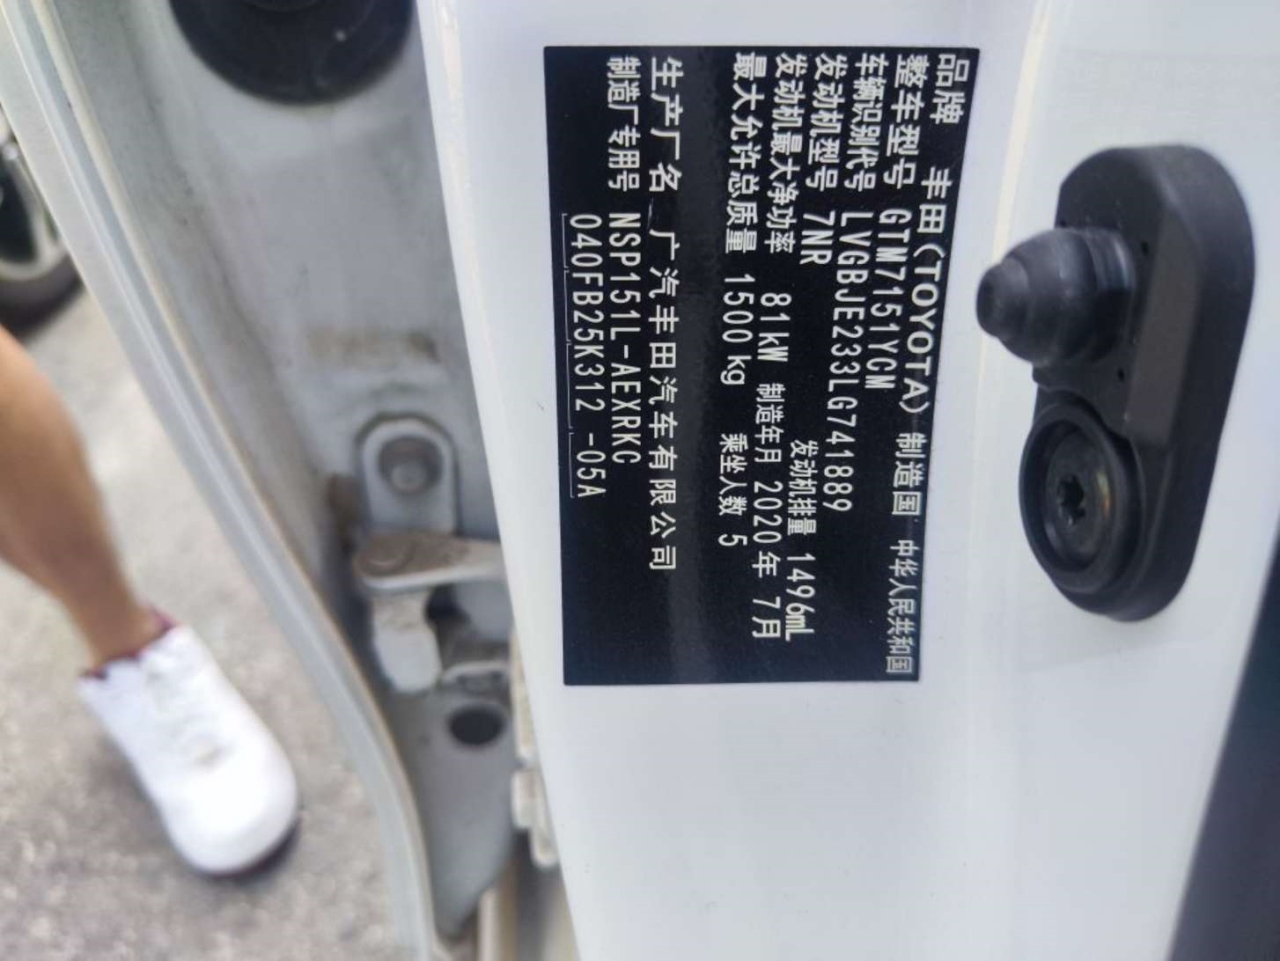 品牌 丰田(TOYOTA) 制造国 中华人民共和国
整车型号 GTM7151YCM
车辆识别代号 LVGBJE233LG741889
发动机型号 7NR 发动机排量 1496mL
发动机最大净功率 81kW 制造年月 2020年 7月
最大允许总质量 1500kg 乘坐人数 5
生产厂名 广汽丰田汽车有限公司
制造厂专用号 NSP151L-AEXRKC
040FB25K312 -05A